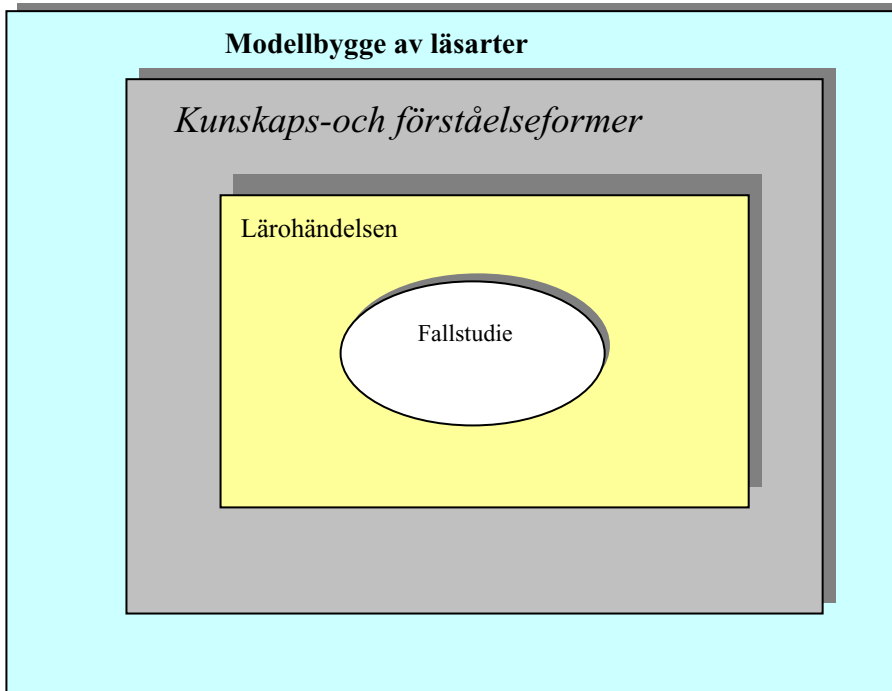 Modellbygge av läsarter
Kunskaps-och förståelseformer
Lärohändelsen
Fallstudie